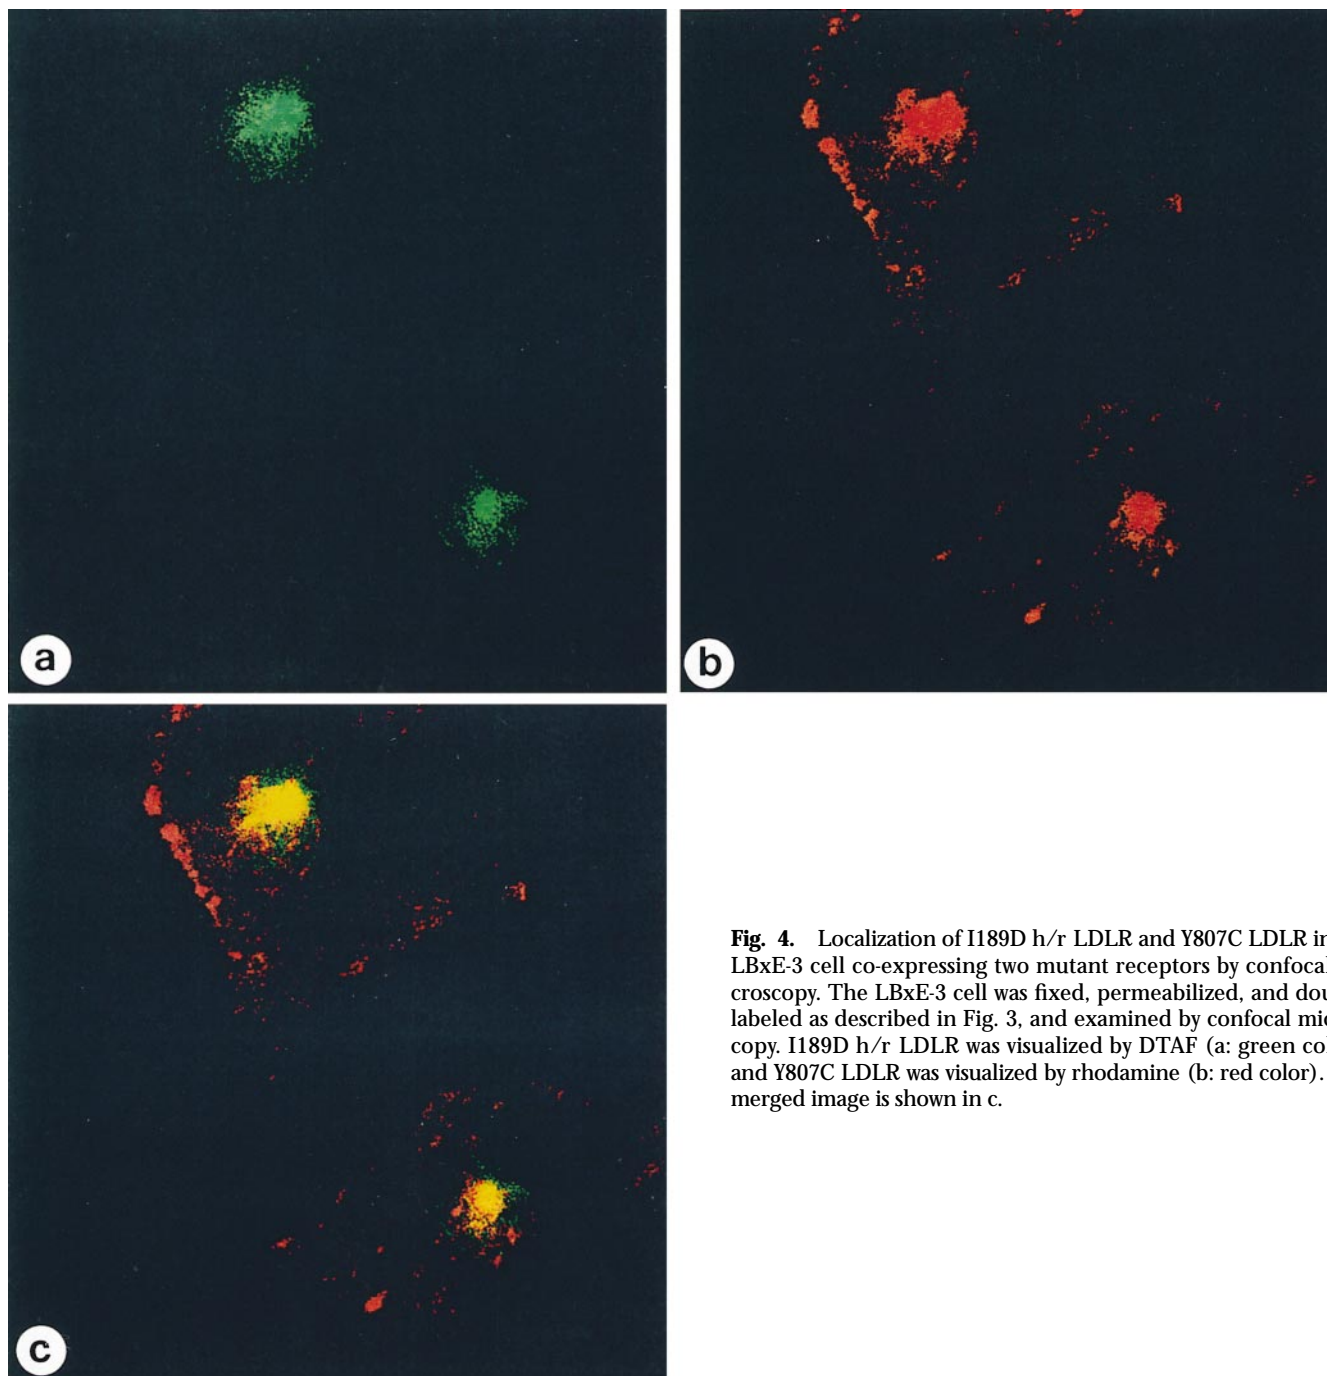 a
b
c
Fig. 4. Localization of I189D h/r LDLR and Y807C LDLR in
LBxE-3 cell co-expressing two mutant receptors by confocal
croscopy. The LBxE-3 cell was fixed, permeabilized, and dou
labeled as described in Fig. 3, and examined by confocal mic
copy. I189D h/r LDLR was visualized by DTAF (a: green col
and Y807C LDLR was visualized by rhodamine (b: red color).
merged image is shown in c.